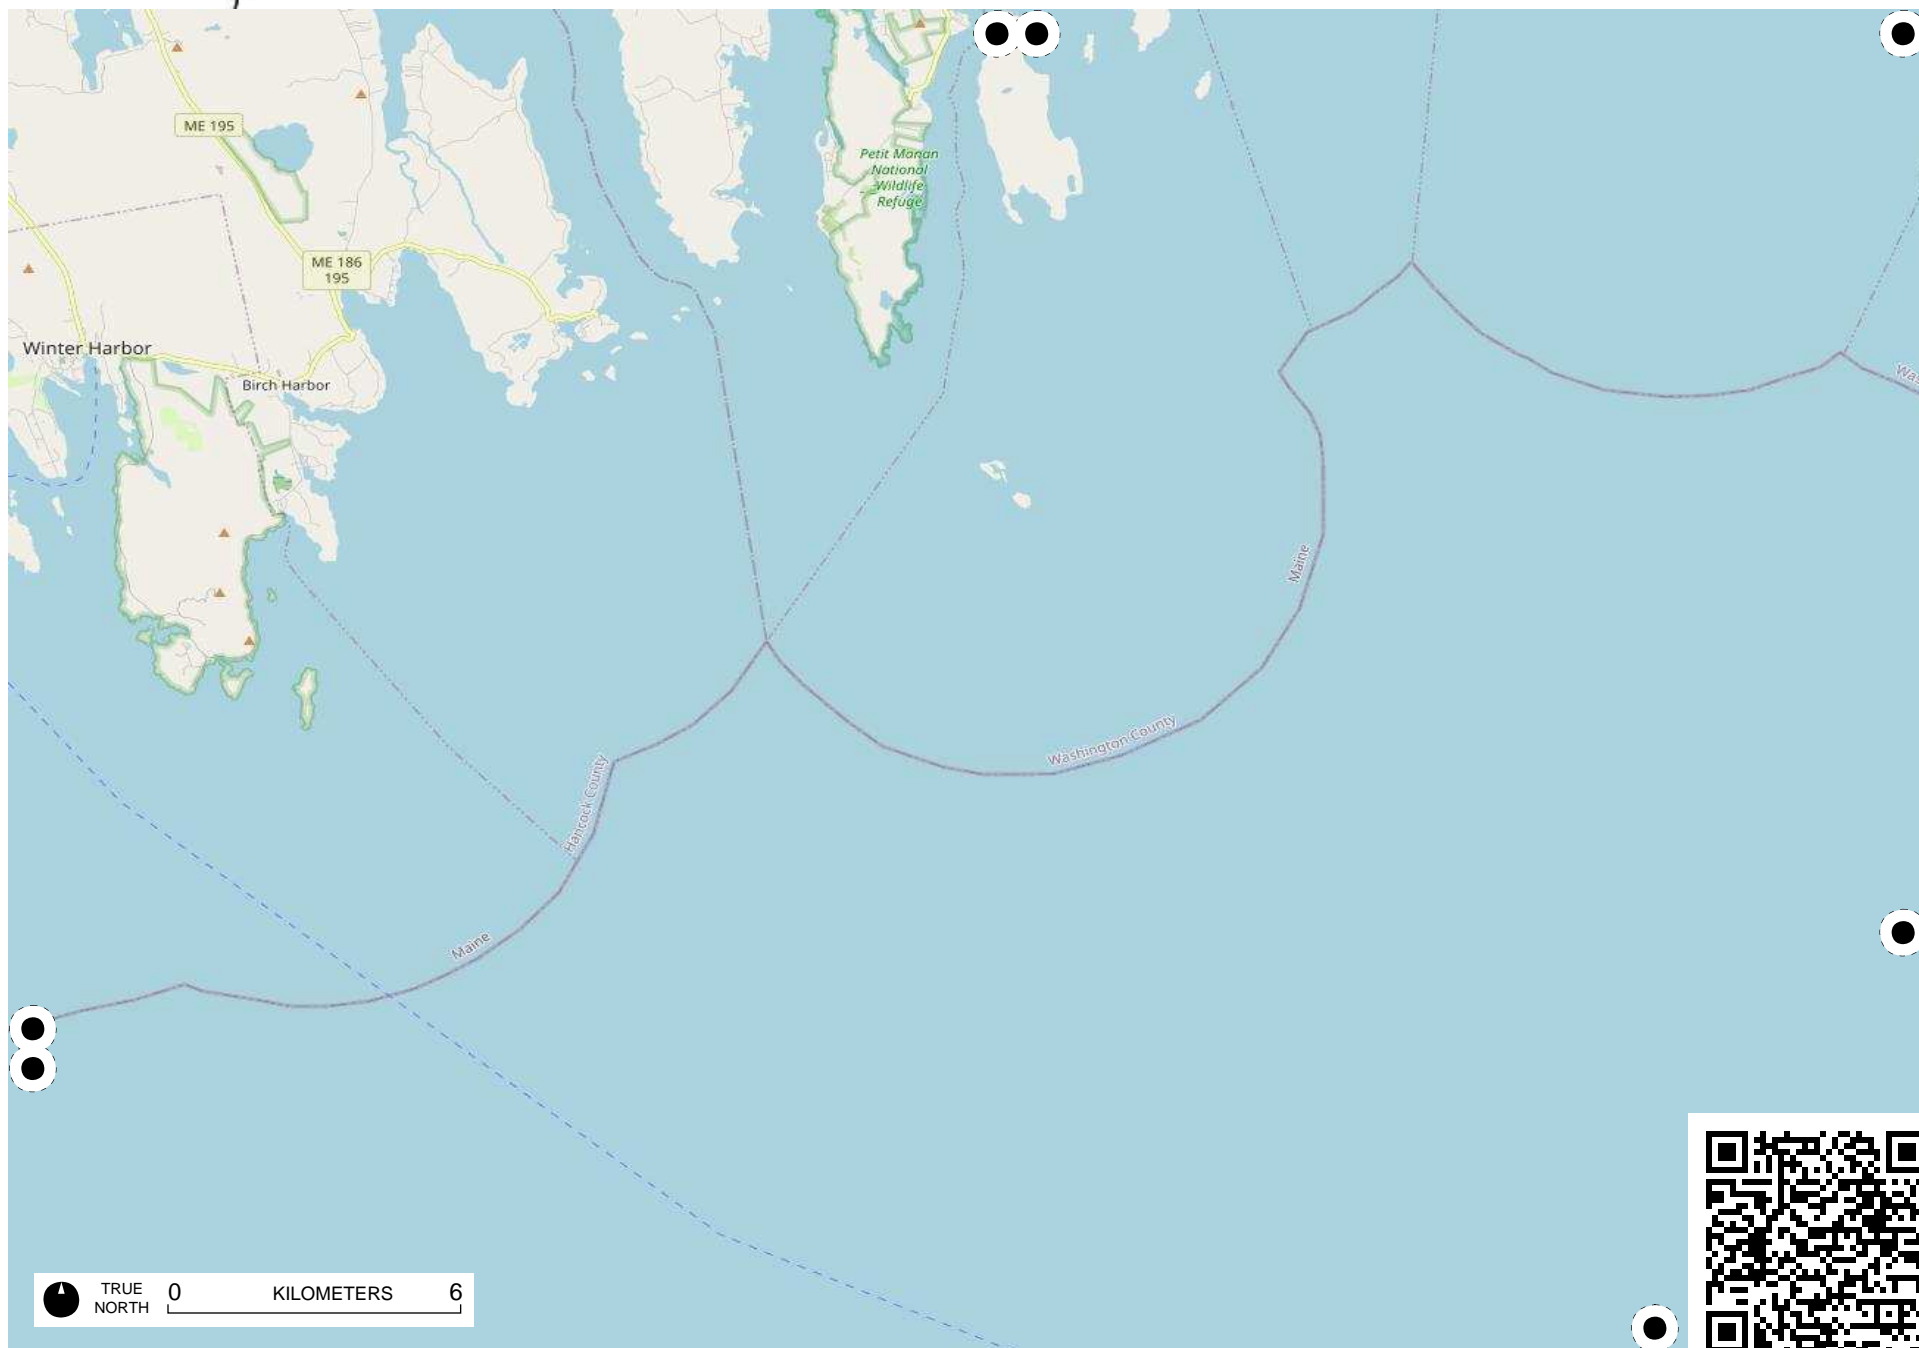 ME 195
Petit Manan
National
Wildlife
Refuge
ME 186
195
Winter Harbor
Birch Harbor
Maine
Washington County
Hancock County
Maine
TRUE
NORTH
0
KILOMETERS
6